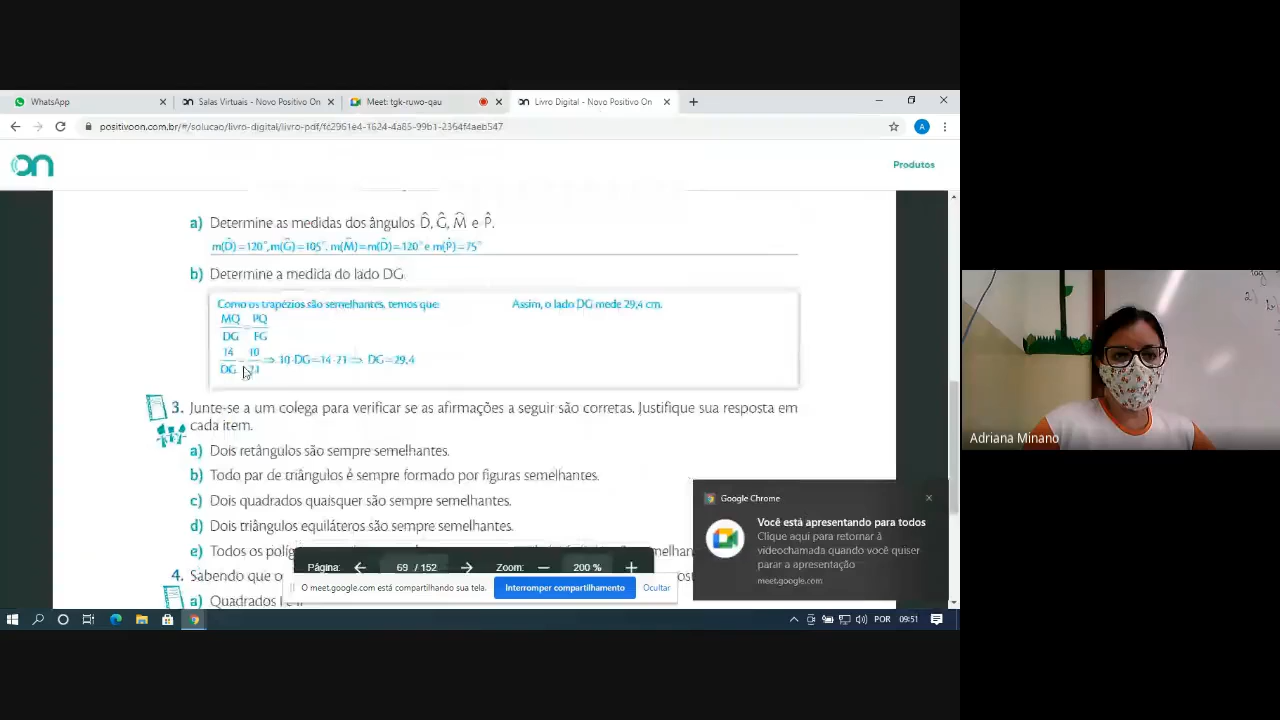 WhatsApp
Salas Virtuais - Novo Positivo On
Meet: tgk-ruwo-qau
Livro Digital - Novo Positivo On
positivoon.com.br/#/solucao/livro-digital/livro-pdf/fc2961e4-1624-4a85-99b1-2364f4aeb547
A
on
Produtos
a) Determine as medidas dos ângulos D̂, Ĝ, M̂ e P̂.
m(D̂)=120°, m(Ĝ)=105°, m(M̂)=m(D̂)=120° e m(P̂)=75°
b) Determine a medida do lado DG.
Como os trapézios são semelhantes, temos que:
Assim, o lado DG mede 29,4 cm.
MQ/DG = PQ/FG
14/DG = 10/21 ⇒ 10·DG=14·21 ⇒ DG=29,4
3. Junte-se a um colega para verificar se as afirmações a seguir são corretas. Justifique sua resposta em
cada item.
a) Dois retângulos são sempre semelhantes.
b) Todo par de triângulos é sempre formado por figuras semelhantes.
c) Dois quadrados quaisquer são sempre semelhantes.
d) Dois triângulos equiláteros são sempre semelhantes.
e) Todos os
4. Sabendo que
a) Quadrados
Página: 69 / 152 Zoom: 200 %
O meet.google.com está compartilhando sua tela.
Interromper compartilhamento
Ocultar
Google Chrome
Você está apresentando para todos
Clique aqui para retornar à
videochamada quando você quiser
parar a apresentação
meet.google.com
POR
09:51
Adriana Minano
log
2)